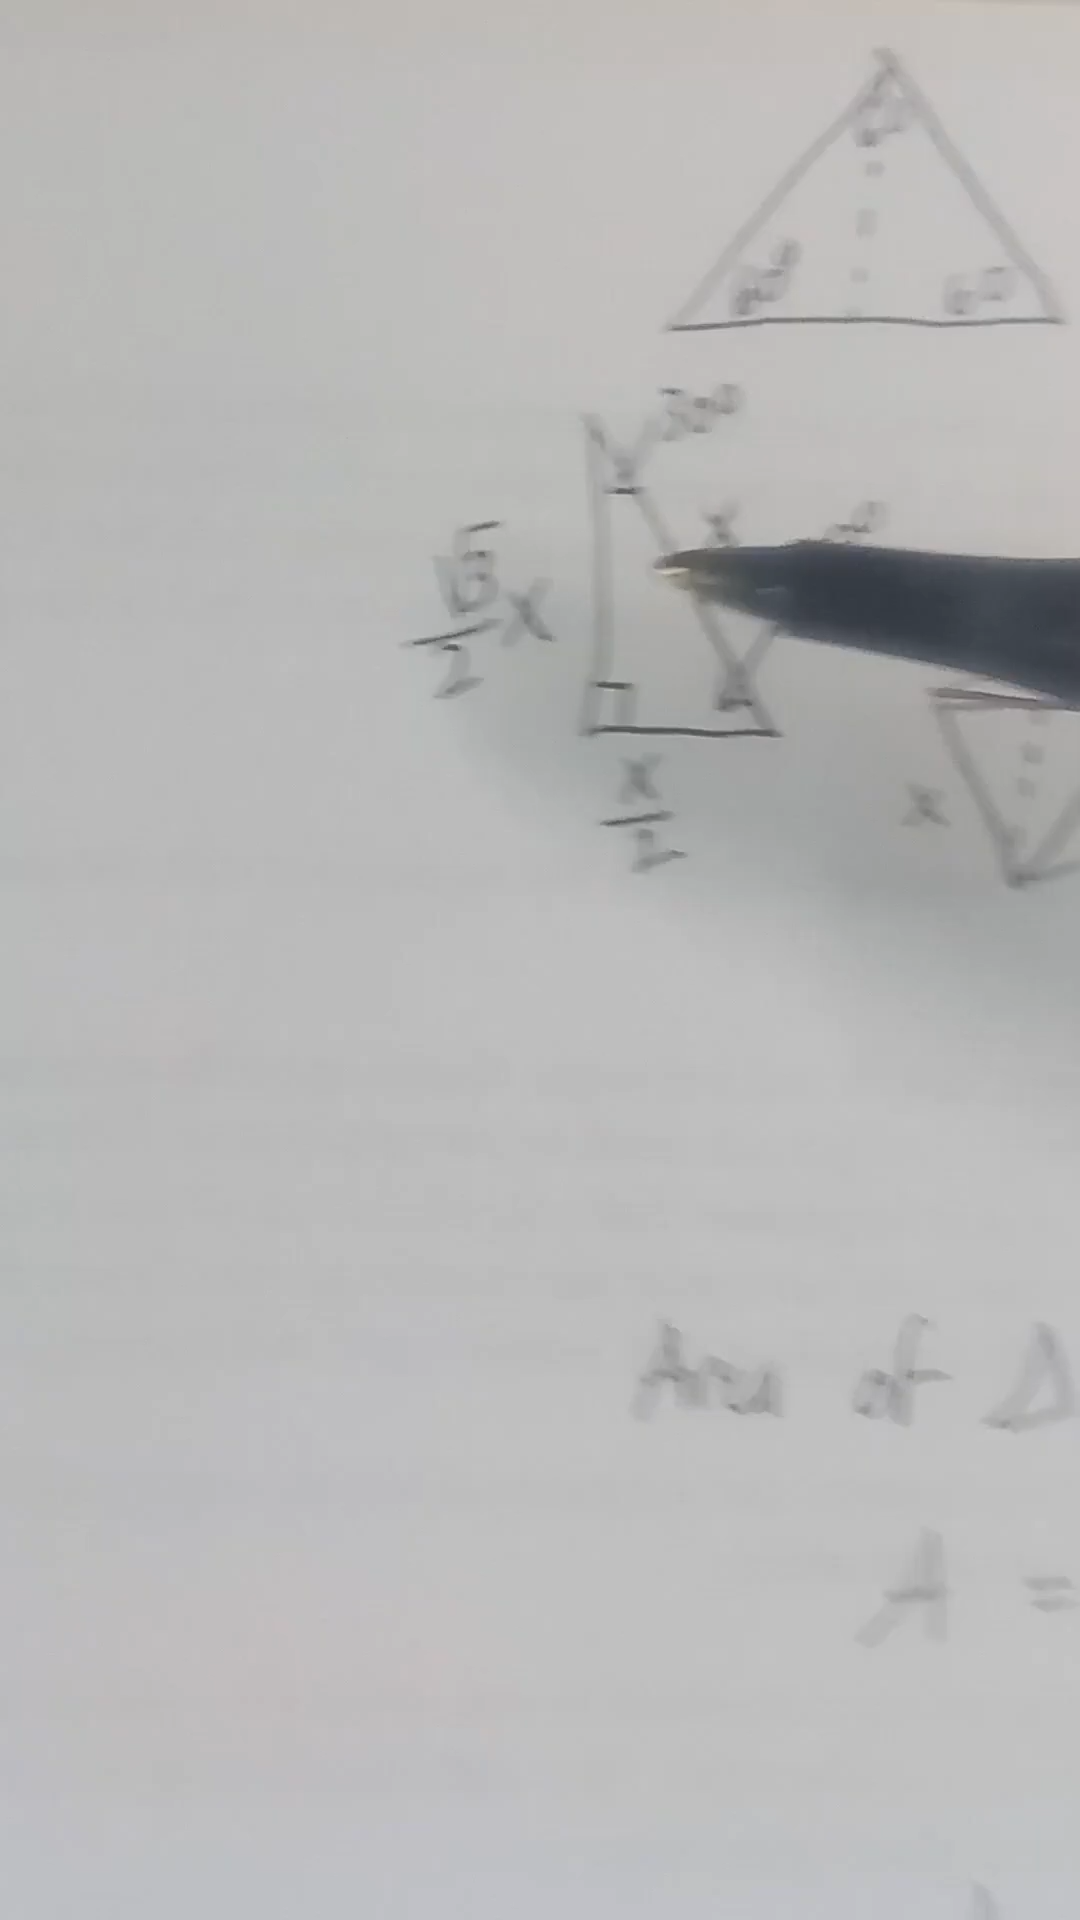 60°
60° 60°
30°
x
√3/2 x
x/2
x
Area of Δ
A =